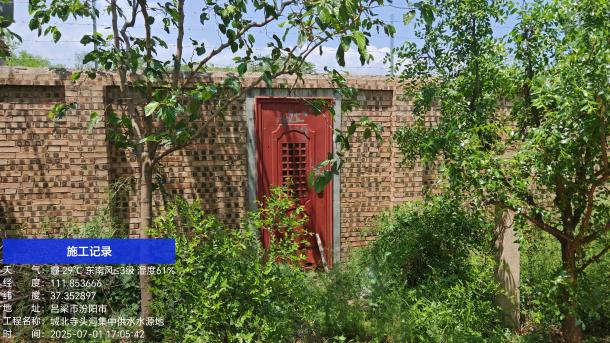 施工记录
天 气: 霾 29℃ 东南风≤3级 湿度61%
经 度: 111.853666
纬 度: 37.352897
地 址: 吕梁市汾阳市
工程名称: 城北寺头河集中供水水源地
时 间: 2025-07-01 17:05:42